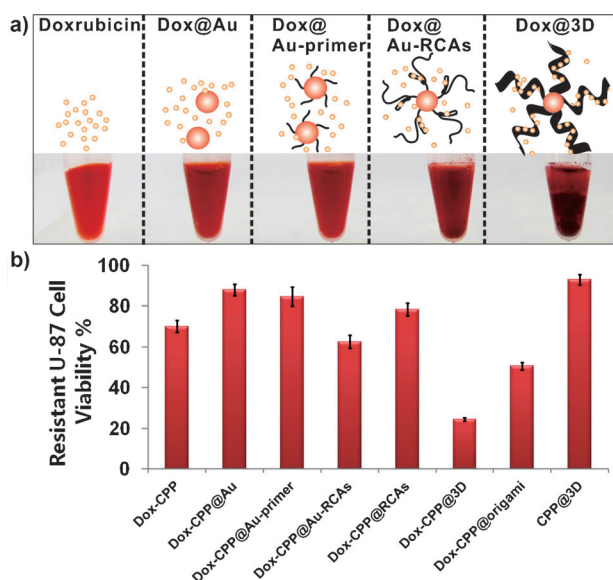 a)
Doxrubicin
Dox@Au
Dox@
Au-primer
Dox@
Au-RCAs
Dox@3D
b)
Resistant U-87 Cell
Viability %
100
80
60
40
20
0
Dox-CPP
Dox-CPP@Au
Dox-CPP@Au-primer
Dox-CPP@Au-RCAs
Dox-CPP@RCAs
Dox-CPP@3D
Dox-CPP@origami
CPP@3D